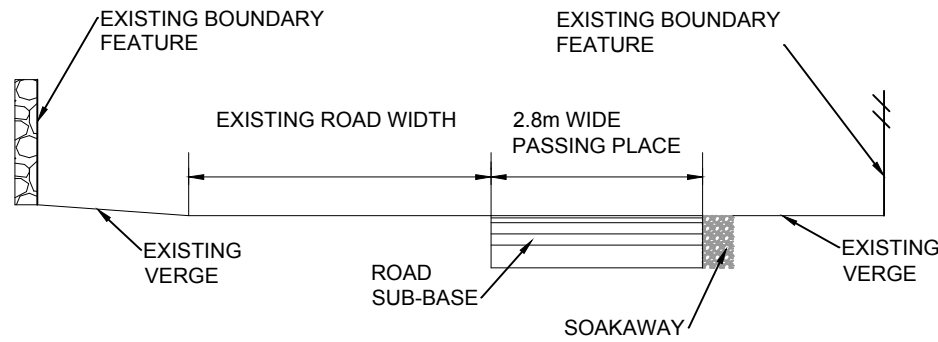 EXISTING BOUNDARY
FEATURE
EXISTING BOUNDARY
FEATURE
EXISTING ROAD WIDTH
2.8m WIDE
PASSING PLACE
EXISTING
VERGE
ROAD
SUB-BASE
EXISTING
VERGE
SOAKAWAY